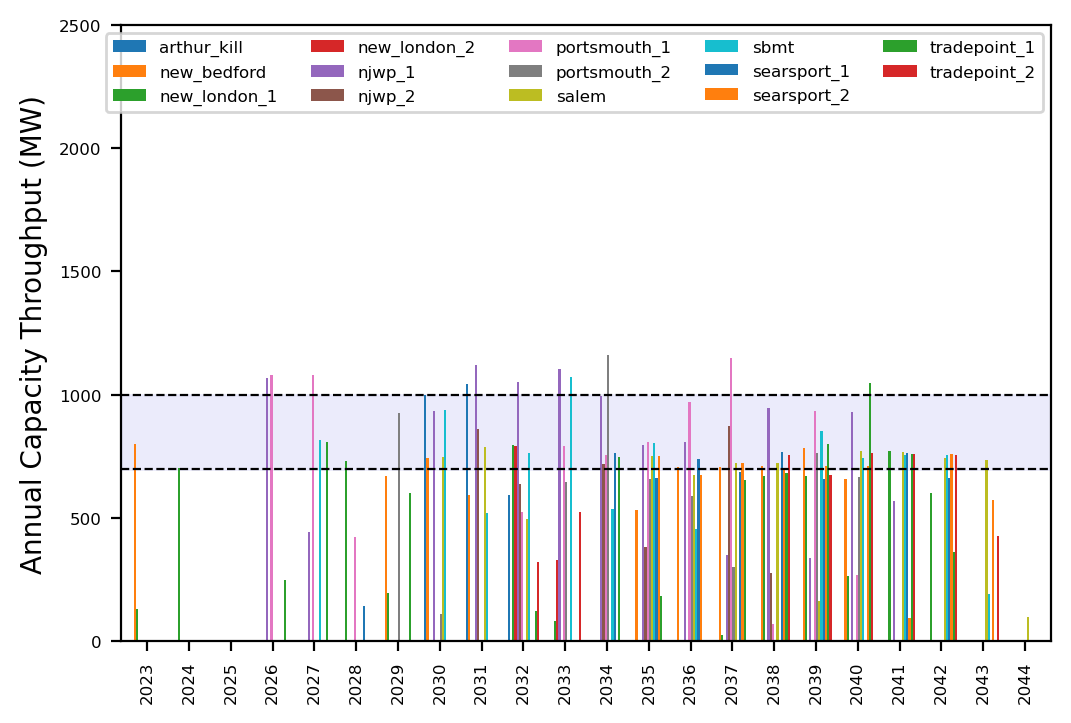 2500
2000
1500
1000
500
0
Annual Capacity Throughput (MW)
arthur_kill
new_bedford
new_london_1
new_london_2
njwp_1
njwp_2
portsmouth_1
portsmouth_2
salem
sbmt
searsport_1
searsport_2
tradepoint_1
tradepoint_2
2023 2024 2025 2026 2027 2028 2029 2030 2031 2032 2033 2034 2035 2036 2037 2038 2039 2040 2041 2042 2043 2044